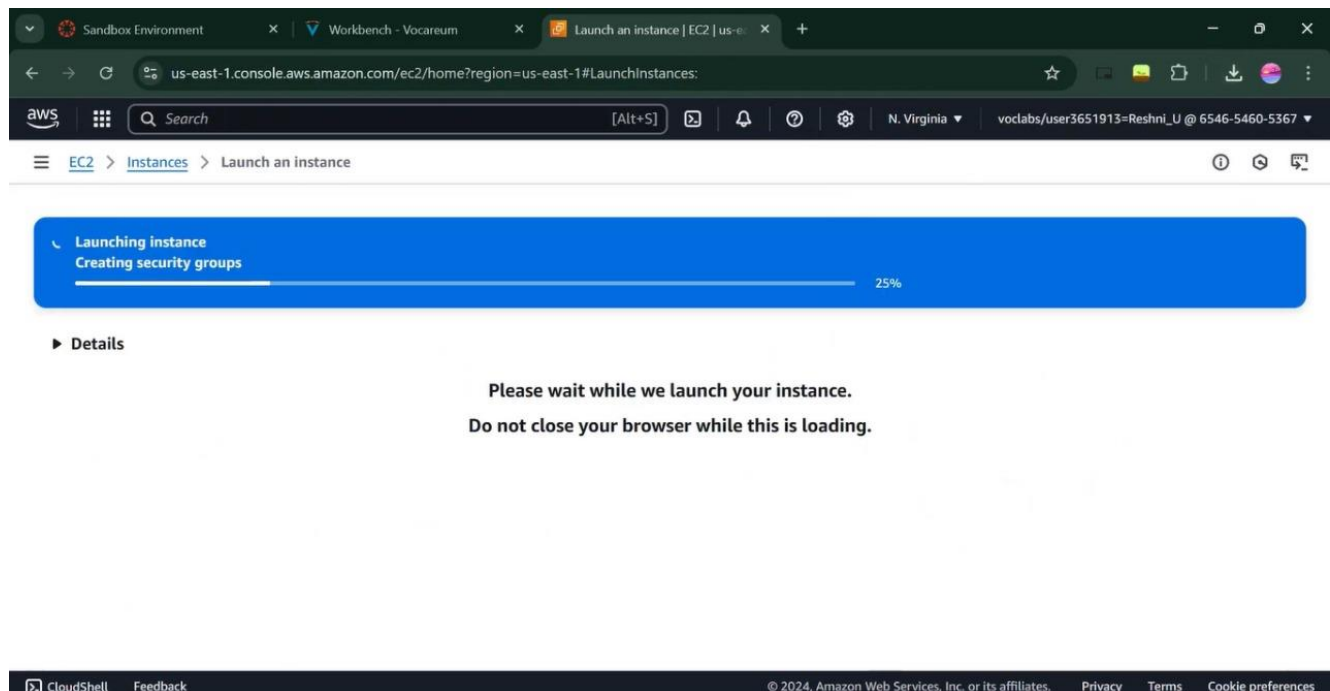 Sandbox Environment
Workbench - Vocareum
Launch an instance | EC2 | us-e
us-east-1.console.aws.amazon.com/ec2/home?region=us-east-1#LaunchInstances:
aws
Search
[Alt+S]
N. Virginia
voclabs/user3651913=Reshni_U @ 6546-5460-5367
EC2 > Instances > Launch an instance
Launching instance
Creating security groups
25%
Details
Please wait while we launch your instance.
Do not close your browser while this is loading.
CloudShell Feedback © 2024, Amazon Web Services, Inc. or its affiliates. Privacy Terms Cookie preferences